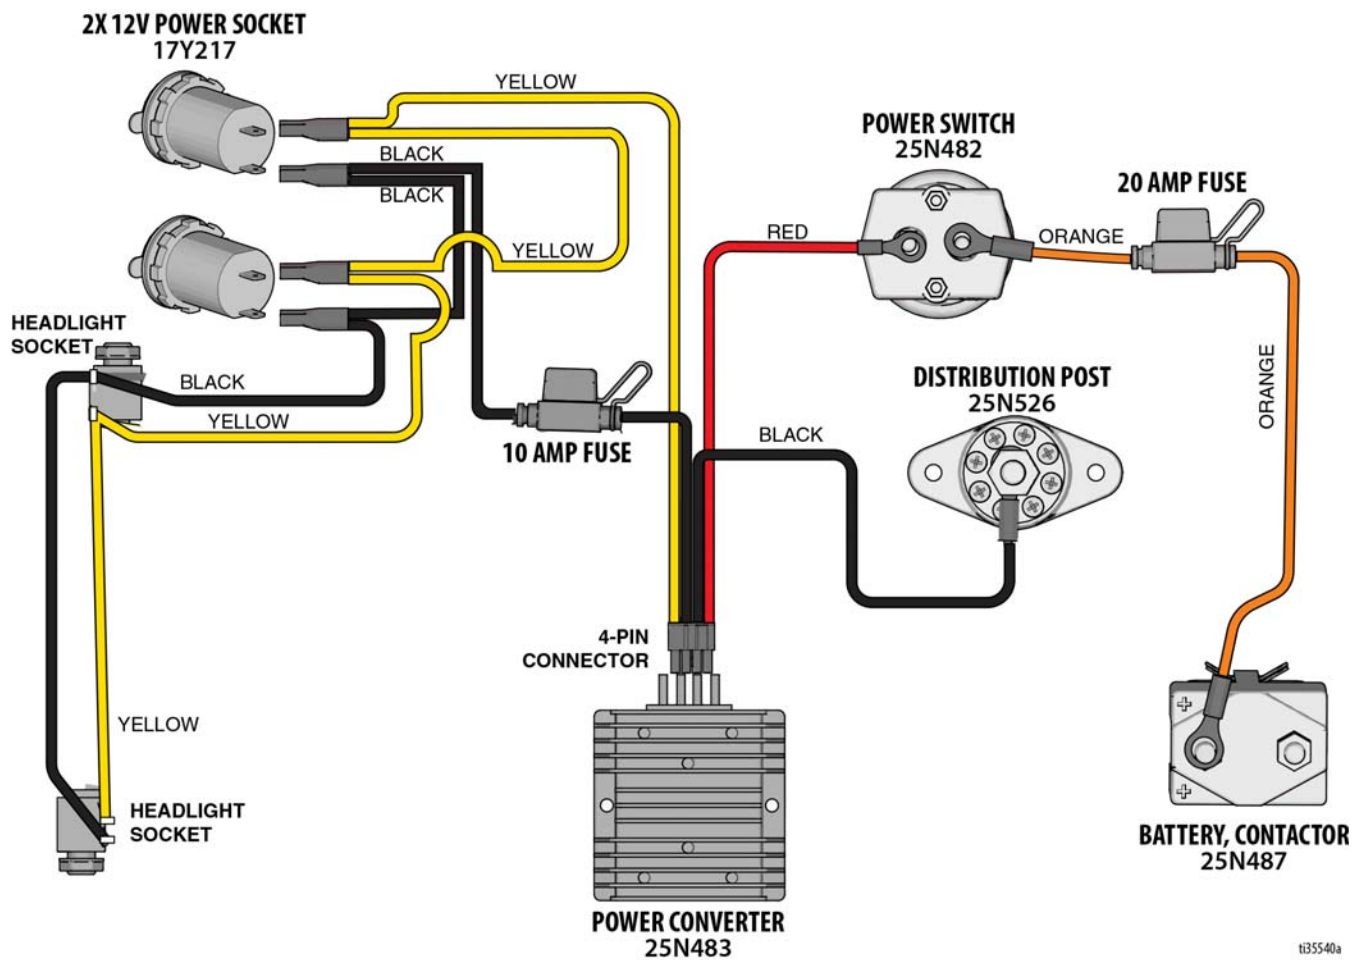 2X 12V POWER SOCKET
17Y217
YELLOW
BLACK
BLACK
YELLOW
POWER SWITCH
25N482
20 AMP FUSE
RED
ORANGE
HEADLIGHT
SOCKET
BLACK
YELLOW
10 AMP FUSE
DISTRIBUTION POST
25N526
BLACK
ORANGE
4-PIN
CONNECTOR
YELLOW
HEADLIGHT
SOCKET
POWER CONVERTER
25N483
BATTERY, CONTACTOR
25N487
ti35540a